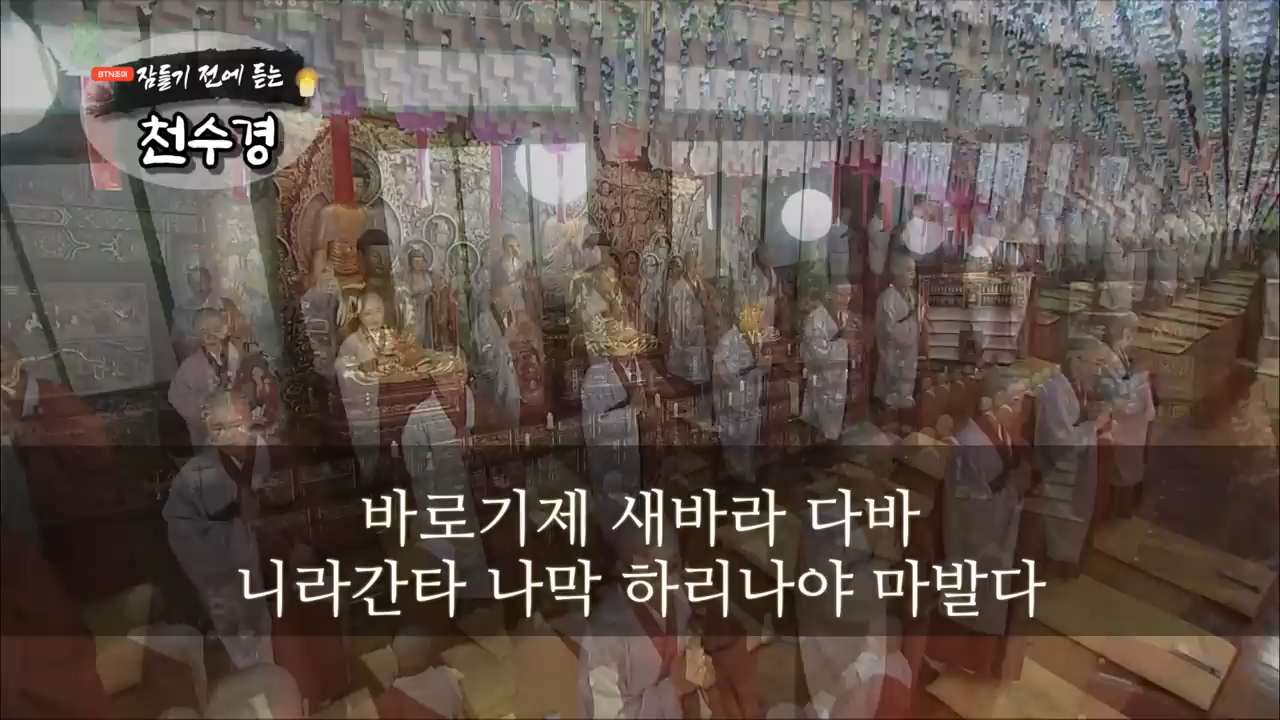 BTN조이
잠들기 전에 듣는
천수경
바로기제 새바라 다바
니라간타 나막 하리나야 마발다